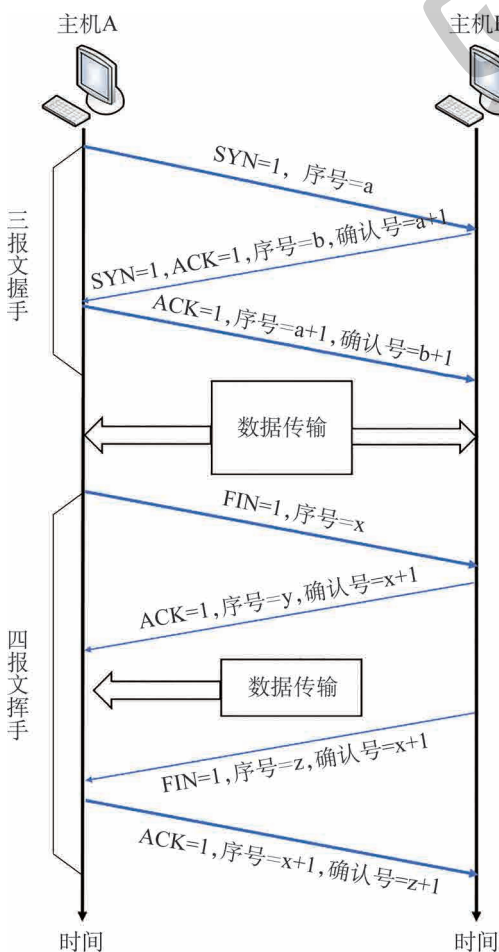 主机A
主机B
SYN=1, 序号=a
SYN=1,ACK=1,序号=b,确认号=a+1
ACK=1,序号=a+1,确认号=b+1
三报文握手
数据传输
FIN=1,序号=x
ACK=1,序号=y,确认号=x+1
四报文挥手
数据传输
FIN=1,序号=z,确认号=x+1
ACK=1,序号=x+1,确认号=z+1
时间
时间